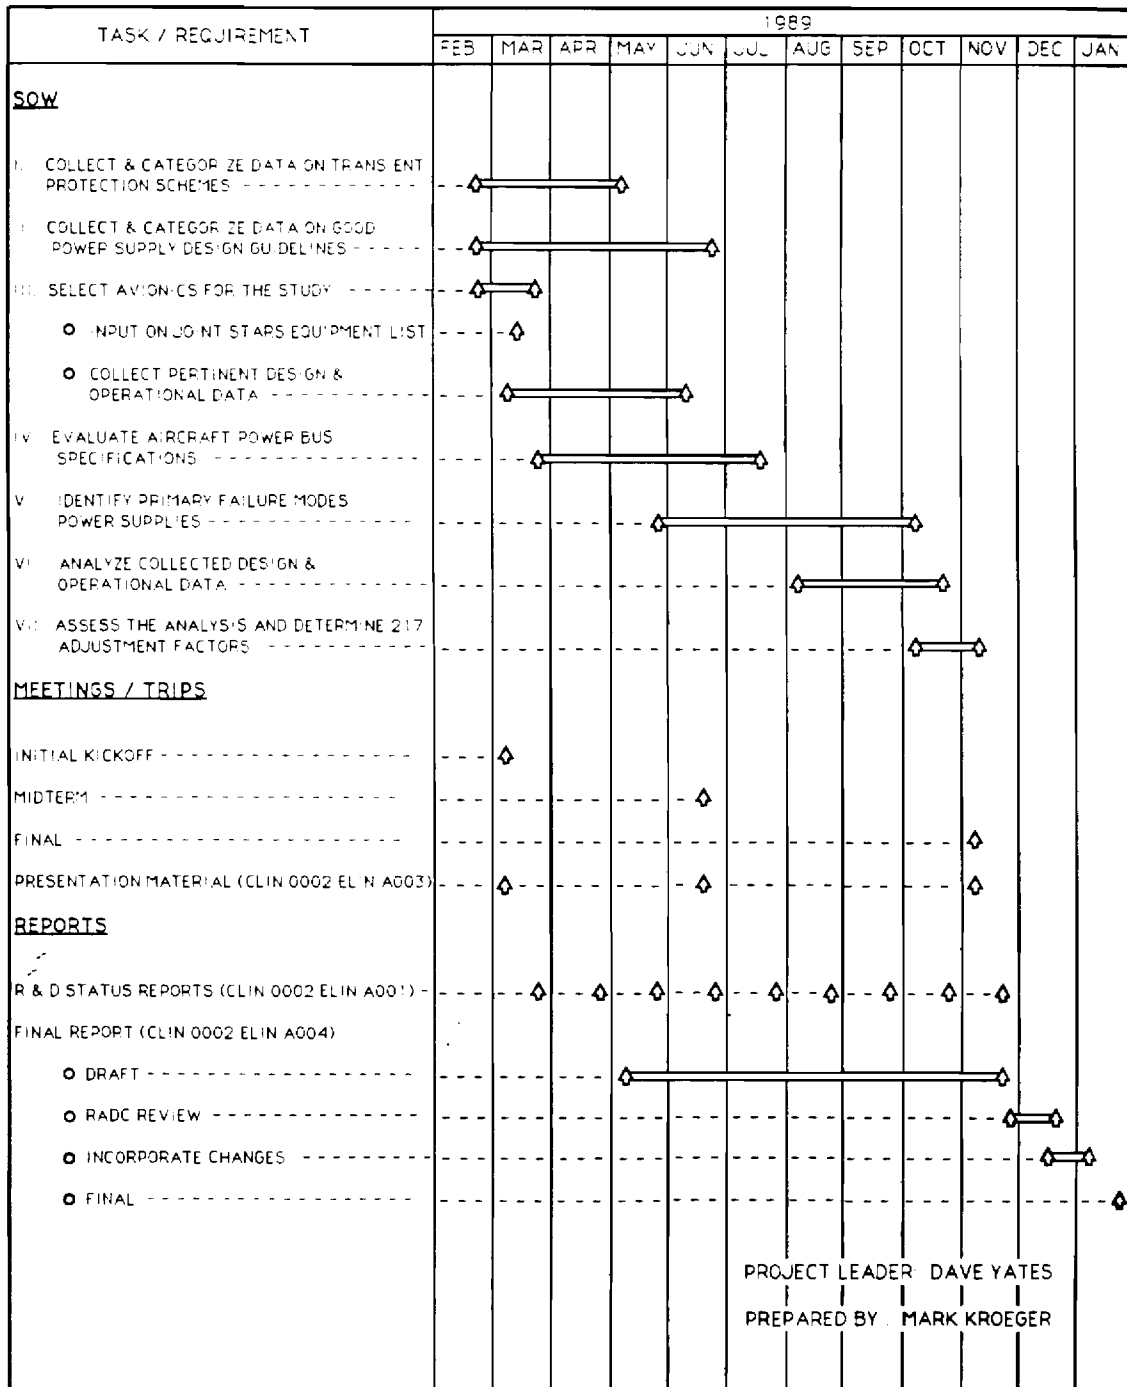 TASK / REQUIREMENT
1989
FEB MAR APR MAY JUN JUL AUG SEP OCT NOV DEC JAN
SOW
I. COLLECT & CATEGORIZE DATA ON TRANSIENT
PROTECTION SCHEMES
COLLECT & CATEGORIZE DATA ON GOOD
POWER SUPPLY DESIGN GUIDELINES
III. SELECT AVIONICS FOR THE STUDY
INPUT ON JOINT STARS EQUIPMENT LIST
COLLECT PERTINENT DESIGN &
OPERATIONAL DATA
IV EVALUATE AIRCRAFT POWER BUS
SPECIFICATIONS
V IDENTIFY PRIMARY FAILURE MODES
POWER SUPPLIES
VI ANALYZE COLLECTED DESIGN &
OPERATIONAL DATA
VII ASSESS THE ANALYSIS AND DETERMINE 217
ADJUSTMENT FACTORS
MEETINGS / TRIPS
INITIAL KICKOFF
MIDTERM
FINAL
PRESENTATION MATERIAL (CLIN 0002 ELIN A003)
REPORTS
R & D STATUS REPORTS (CLIN 0002 ELIN A001)
FINAL REPORT (CLIN 0002 ELIN A004)
DRAFT
RADC REVIEW
INCORPORATE CHANGES
FINAL
PROJECT LEADER: DAVE YATES
PREPARED BY: MARK KROEGER